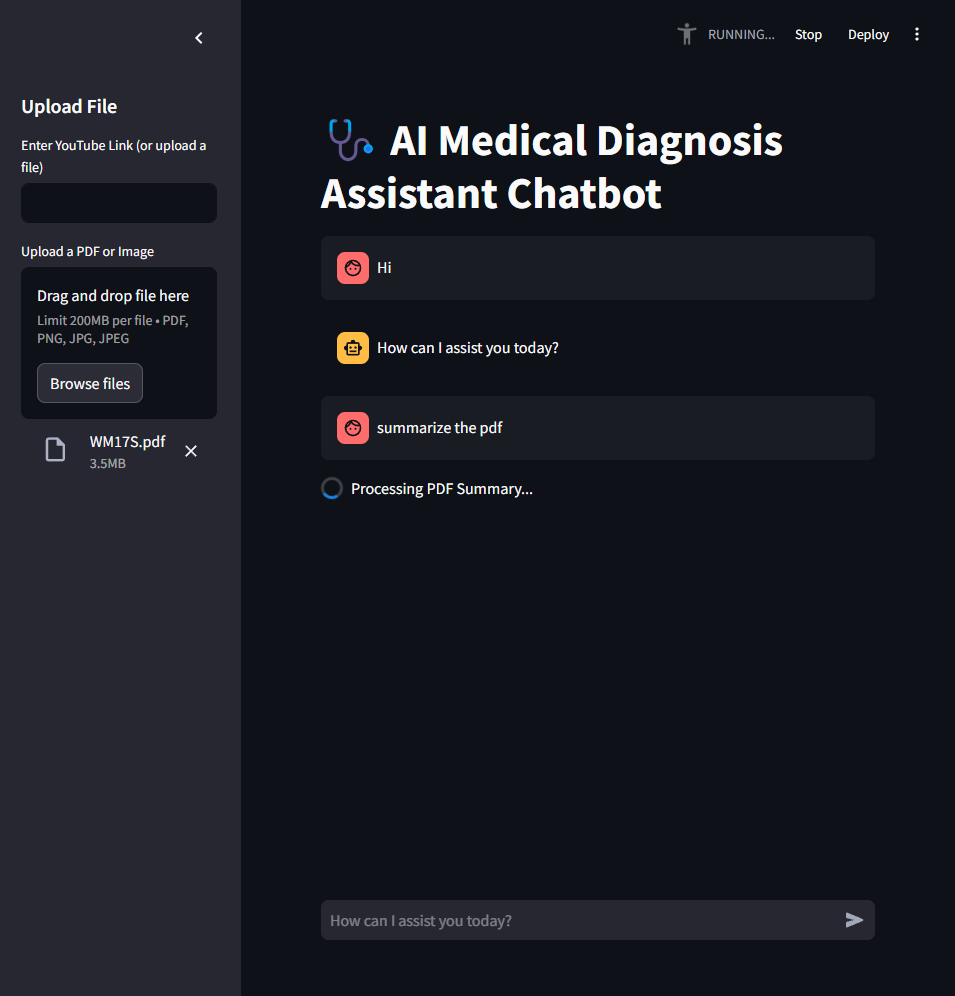 RUNNING...
Stop
Deploy
Upload File
Enter YouTube Link (or upload a
file)
Upload a PDF or Image
Drag and drop file here
Limit 200MB per file • PDF,
PNG, JPG, JPEG
Browse files
WM17S.pdf
3.5MB
AI Medical Diagnosis
Assistant Chatbot
Hi
How can I assist you today?
summarize the pdf
Processing PDF Summary...
How can I assist you today?